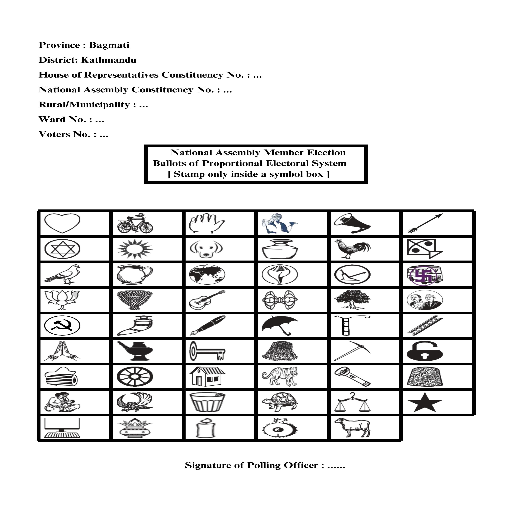 Province : Bagmati
District: Kathmandu
House of Representatives Constituency No. : ...
National Assembly Constituency No. : ...
Rural/Municipality : ...
Ward No. : ...
Voters No. : ...
National Assembly Member Election
Ballots of Proportional Electoral System
[ Stamp only inside a symbol box ]
Signature of Polling Officer : ......